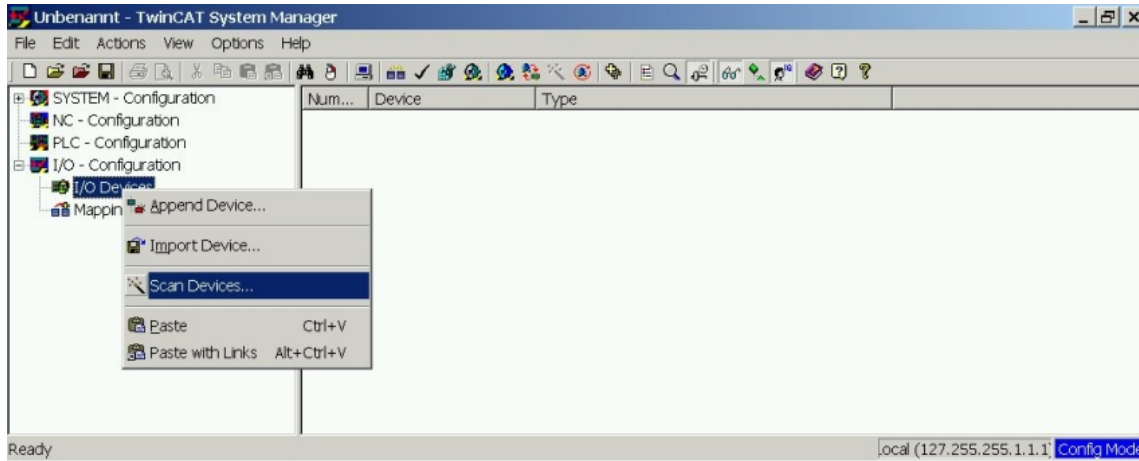 Unbenannt - TwinCAT System Manager
File Edit Actions View Options Help
SYSTEM - Configuration
NC - Configuration
PLC - Configuration
I/O - Configuration
I/O Devices
Mappin
Num... Device Type
Append Device...
Import Device...
Scan Devices...
Paste Ctrl+V
Paste with Links Alt+Ctrl+V
Ready
ocal (127.255.255.1.1.1) Config Mode